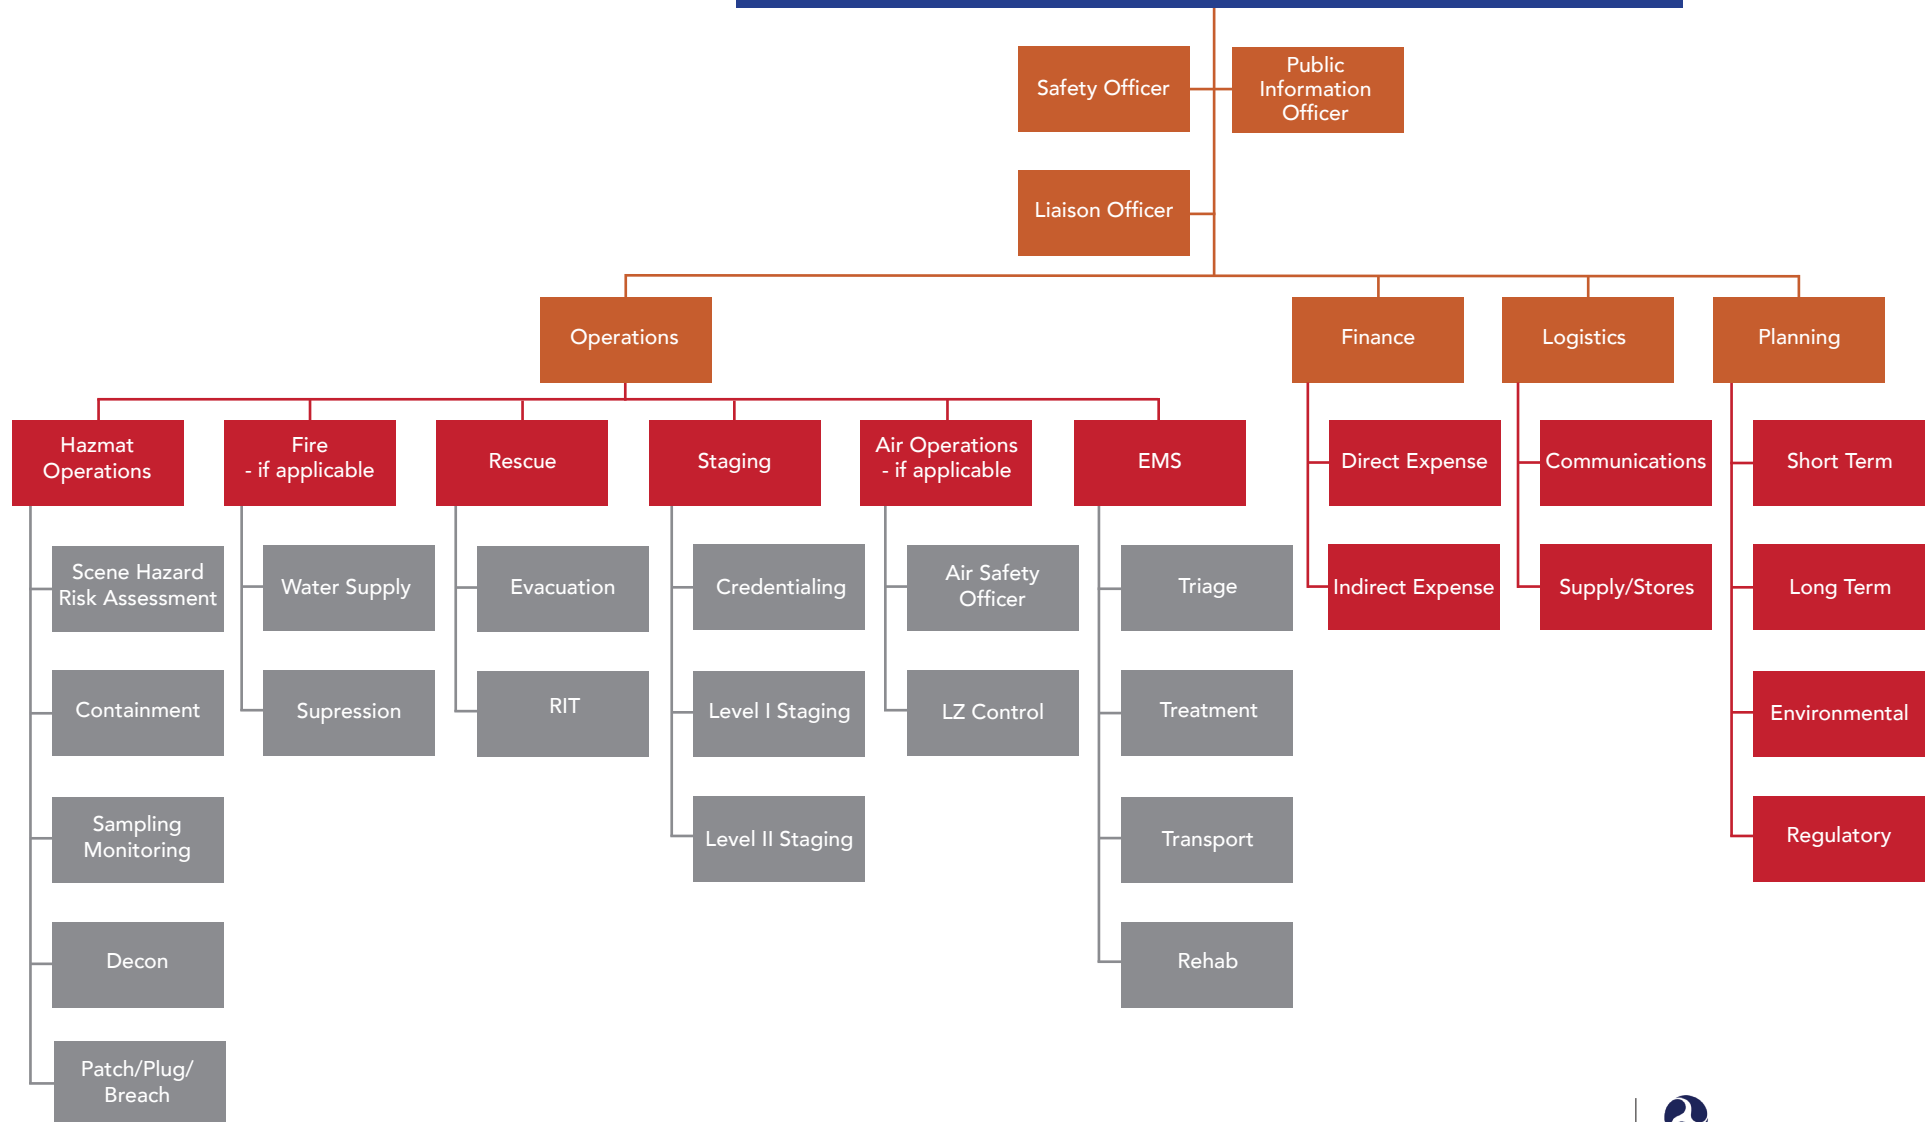 Safety Officer
Public
Information
Officer
Liaison Officer
Operations
Finance
Logistics
Planning
Hazmat
Operations
Fire
- if applicable
Rescue
Staging
Air Operations
- if applicable
EMS
Direct Expense
Communications
Short Term
Scene Hazard
Risk Assessment
Water Supply
Evacuation
Credentialing
Air Safety
Officer
Triage
Indirect Expense
Supply/Stores
Long Term
Containment
Supression
RIT
Level I Staging
LZ Control
Treatment
Environmental
Sampling
Monitoring
Level II Staging
Transport
Regulatory
Decon
Rehab
Patch/Plug/
Breach